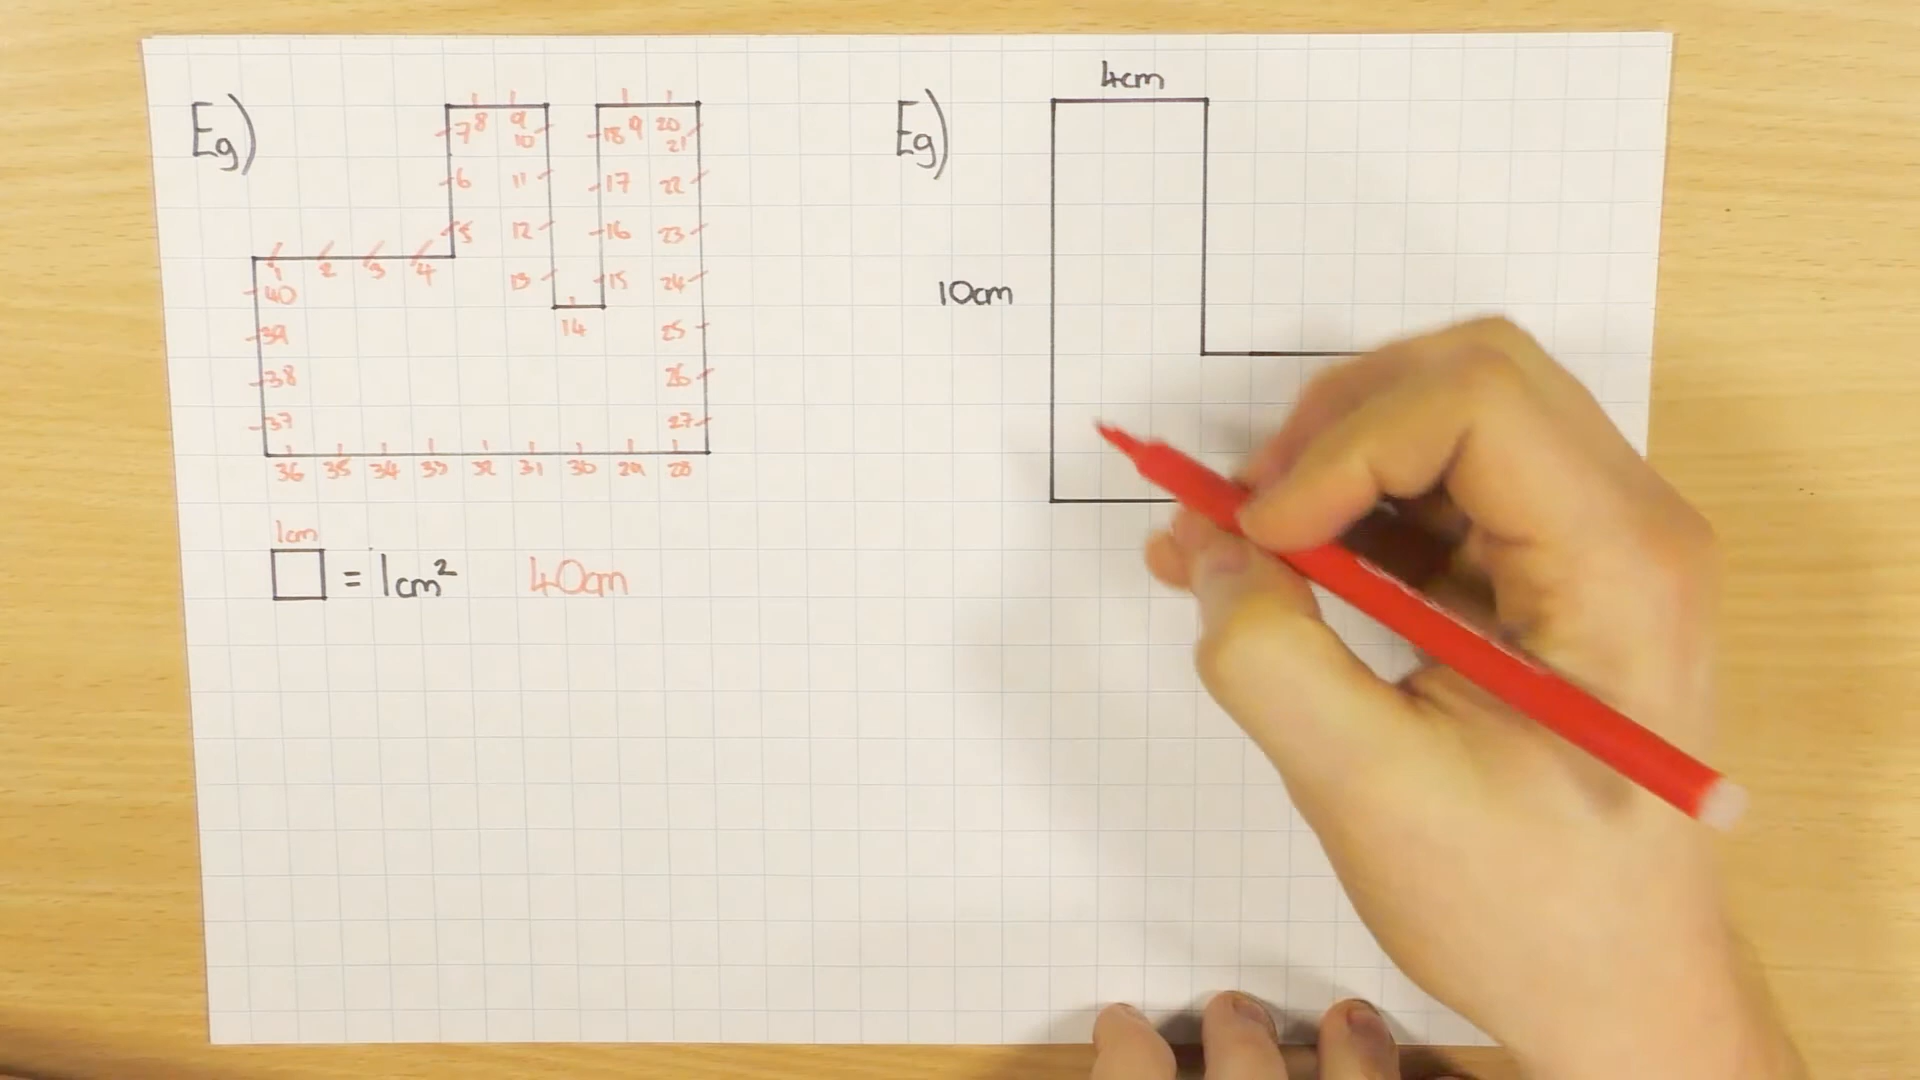 Eg)
7 8 9 10 18 9 20 21
6 11 17 22
5 12 16 23
1 2 3 4 13 15 24
40
39 14 25
38 26
37 27
36 35 34 33 32 31 30 29 28
1cm
= 1cm² 40cm
Eg)
4cm
10cm